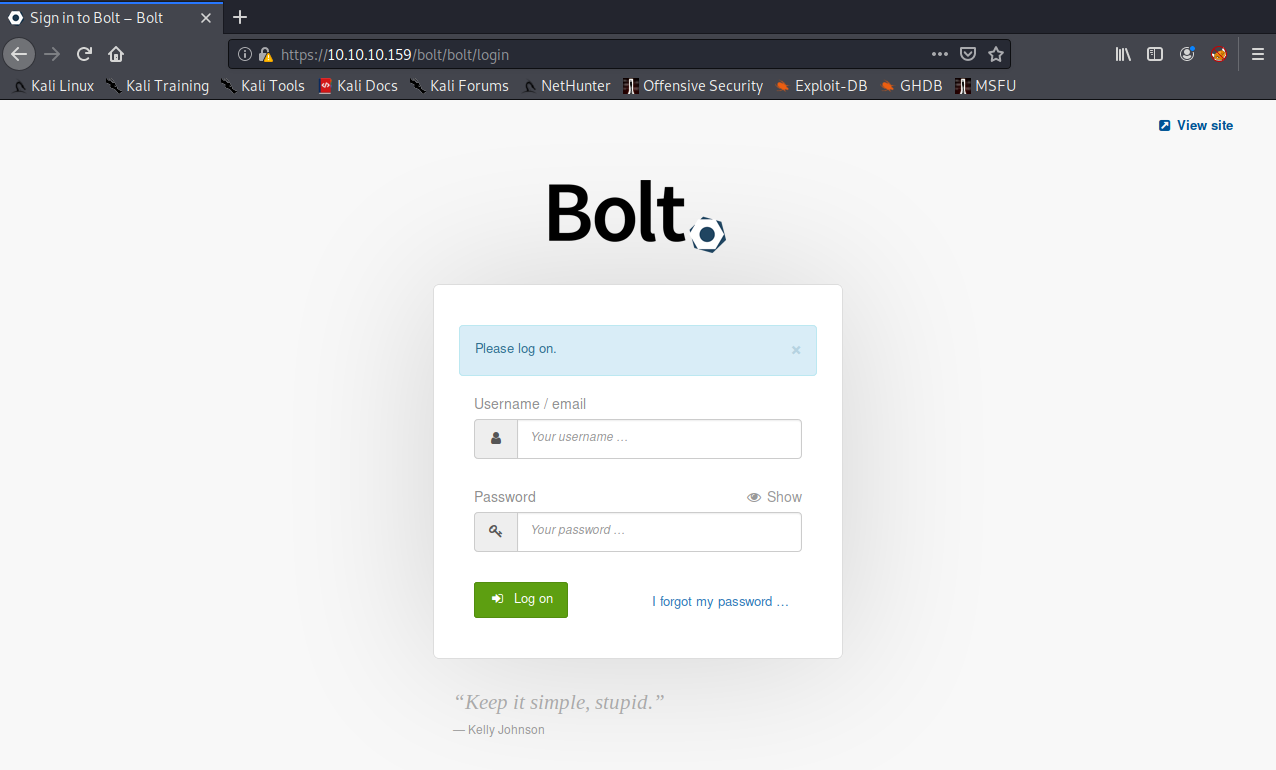 Sign in to Bolt – Bolt
https://10.10.10.159/bolt/bolt/login
Kali Linux Kali Training Kali Tools Kali Docs Kali Forums NetHunter Offensive Security Exploit-DB GHDB MSFU
View site
Bolt
Please log on. ×
Username / email
Your username …
Password Show
Your password …
Log on I forgot my password …
“Keep it simple, stupid.”
— Kelly Johnson